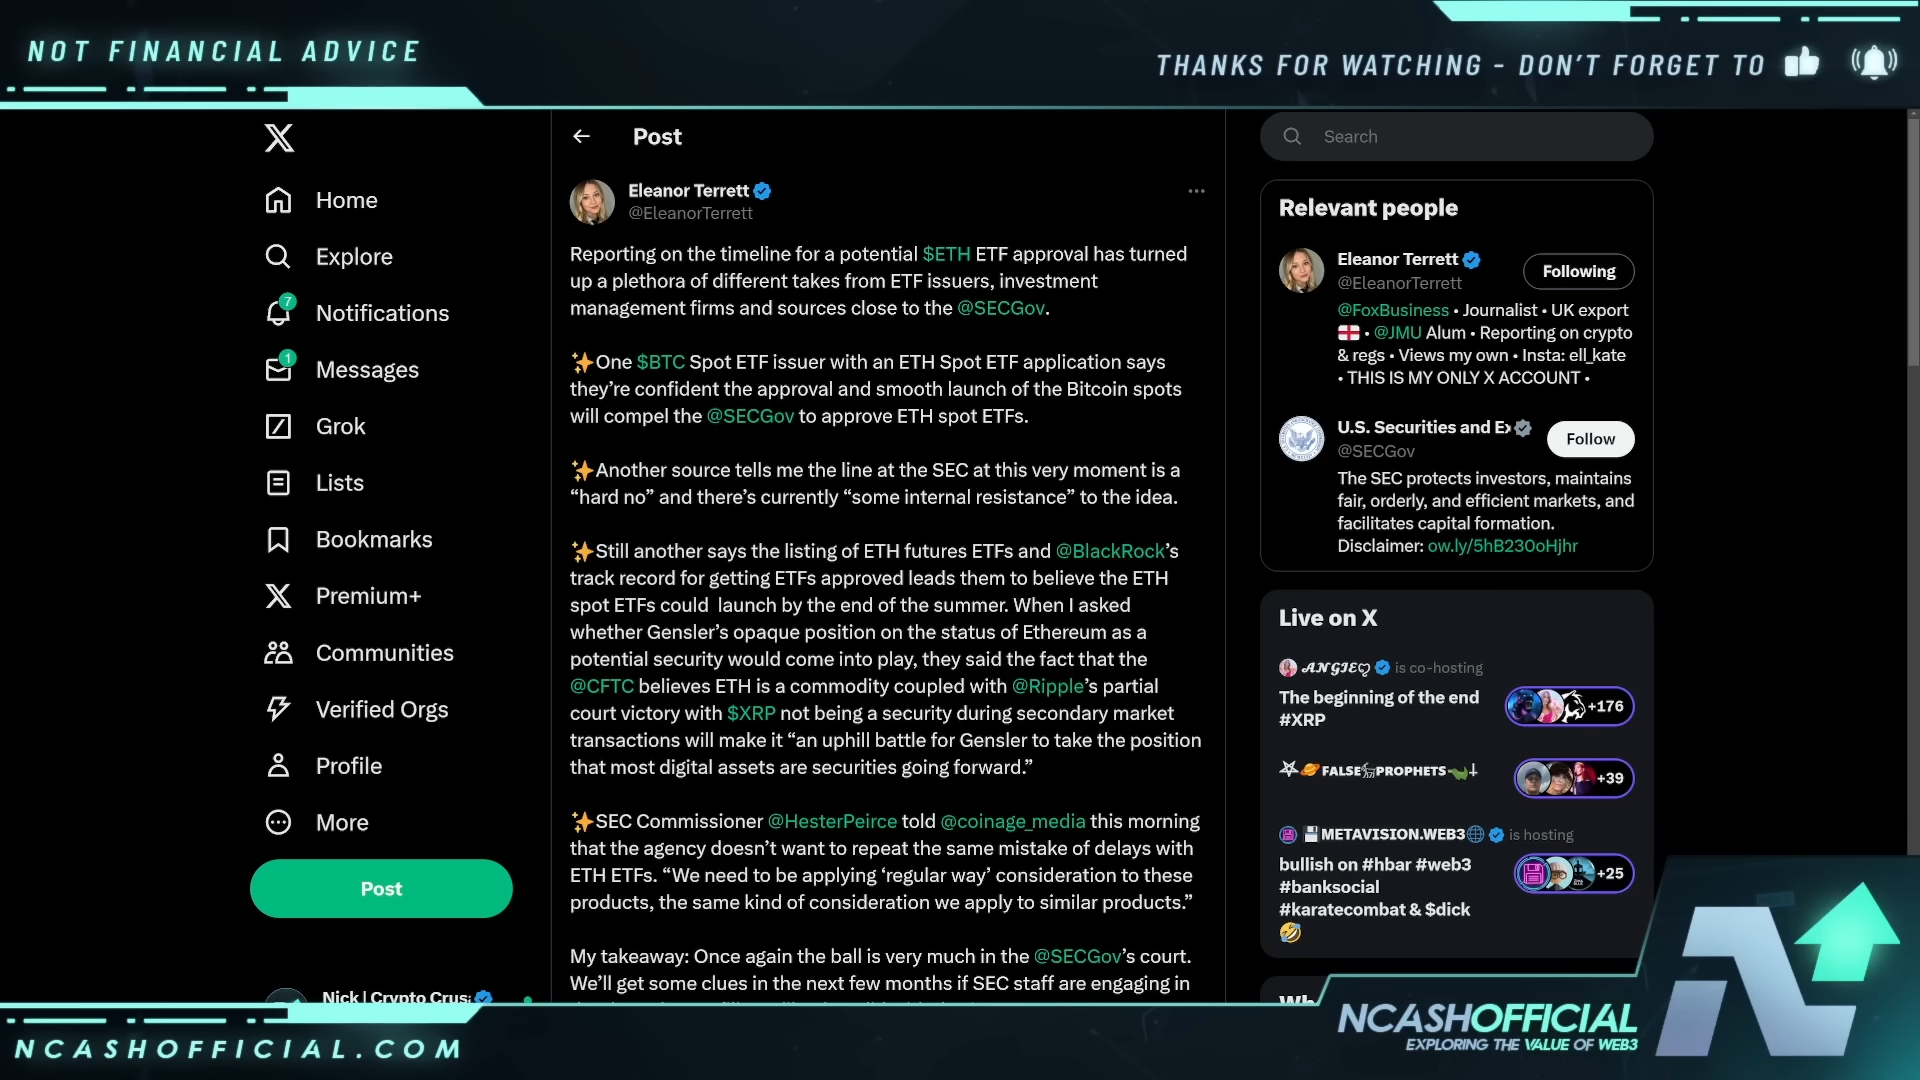 NOT FINANCIAL ADVICE
THANKS FOR WATCHING - DON'T FORGET TO
X
Home
Explore
7
Notifications
1
Messages
Grok
Lists
Bookmarks
Premium+
Communities
Verified Orgs
Profile
More
Post
Nick | Crypto Crus
Post
Eleanor Terrett
@EleanorTerrett
Reporting on the timeline for a potential $ETH ETF approval has turned
up a plethora of different takes from ETF issuers, investment
management firms and sources close to the @SECGov.
✨One $BTC Spot ETF issuer with an ETH Spot ETF application says
they’re confident the approval and smooth launch of the Bitcoin spots
will compel the @SECGov to approve ETH spot ETFs.
✨Another source tells me the line at the SEC at this very moment is a
“hard no” and there’s currently “some internal resistance” to the idea.
✨Still another says the listing of ETH futures ETFs and @BlackRock’s
track record for getting ETFs approved leads them to believe the ETH
spot ETFs could launch by the end of the summer. When I asked
whether Gensler’s opaque position on the status of Ethereum as a
potential security would come into play, they said the fact that the
@CFTC believes ETH is a commodity coupled with @Ripple’s partial
court victory with $XRP not being a security during secondary market
transactions will make it “an uphill battle for Gensler to take the position
that most digital assets are securities going forward.”
✨SEC Commissioner @HesterPeirce told @coinage_media this morning
that the agency doesn’t want to repeat the same mistake of delays with
ETH ETFs. “We need to be applying ‘regular way’ consideration to these
products, the same kind of consideration we apply to similar products.”
My takeaway: Once again the ball is very much in the @SECGov’s court.
We’ll get some clues in the next few months if SEC staff are engaging in
Search
Relevant people
Eleanor Terrett
@EleanorTerrett
Following
@FoxBusiness • Journalist • UK export
🏴󠁧󠁢󠁥󠁮󠁧󠁿 • @JMU Alum • Reporting on crypto
& regs • Views my own • Insta: ell_kate
• THIS IS MY ONLY X ACCOUNT •
U.S. Securities and Ex
@SECGov
Follow
The SEC protects investors, maintains
fair, orderly, and efficient markets, and
facilitates capital formation.
Disclaimer: ow.ly/5hB230oHjhr
Live on X
𝓐𝓝𝓖𝓘𝓔ღ is co-hosting
The beginning of the end
#XRP
+176
FALSE PROPHETS
+39
METAVISION.WEB3 is hosting
bullish on #hbar #web3
#banksocial
#karatecombat & $dick
🤣
+25
NCASHOFFICIAL.COM
NCASHOFFICIAL
EXPLORING THE VALUE OF WEB3